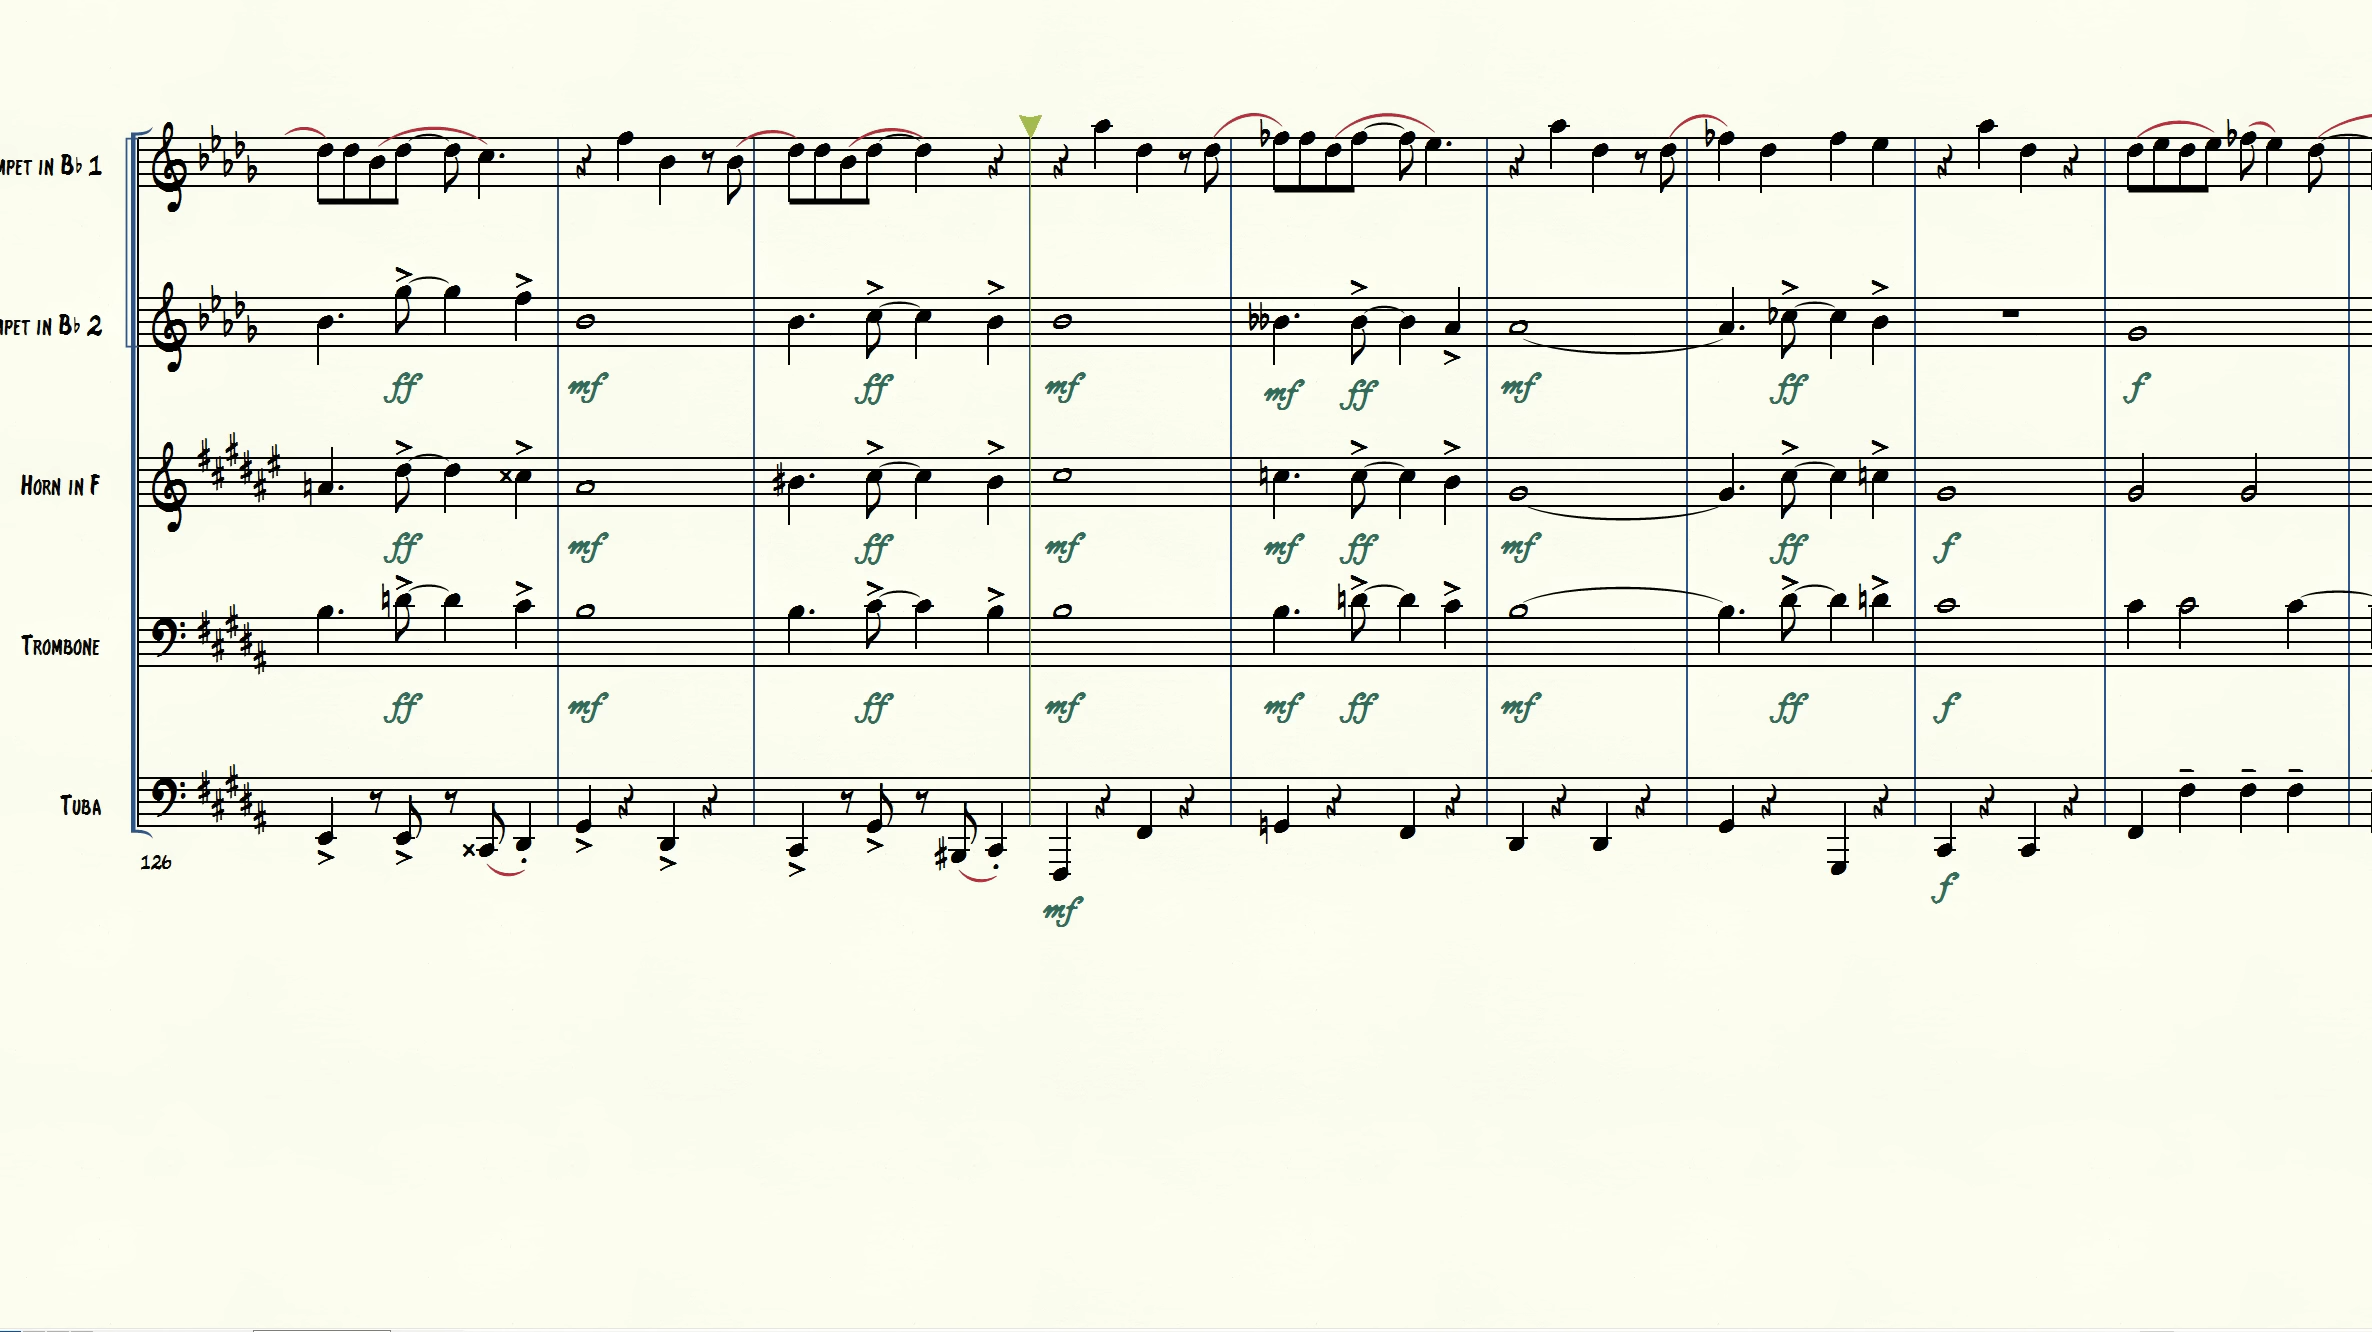 MPET IN B♭ 1
MPET IN B♭ 2
ff mf ff mf mf ff mf ff f
HORN IN F
ff mf ff mf mf ff mf ff f
TROMBONE
ff mf ff mf mf ff mf ff f
TUBA
126
mf f